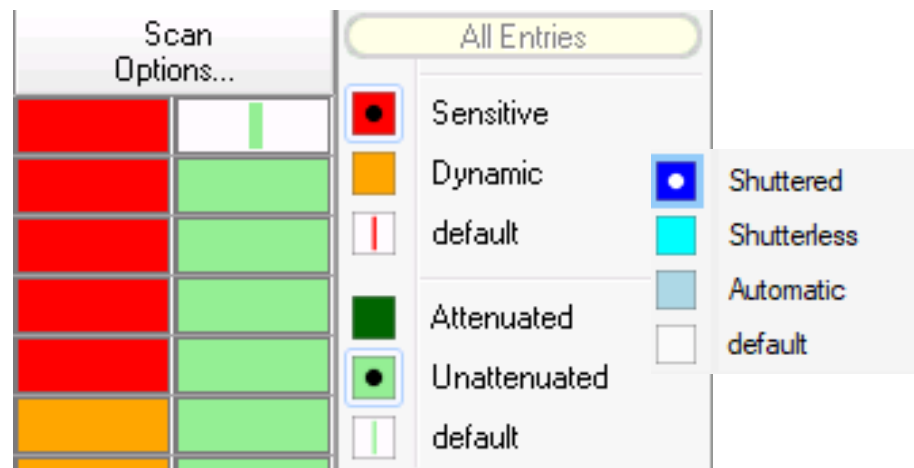 Scan
Options...
All Entries
Sensitive
Dynamic
default
Attenuated
Unattenuated
default
Shuttered
Shutterless
Automatic
default